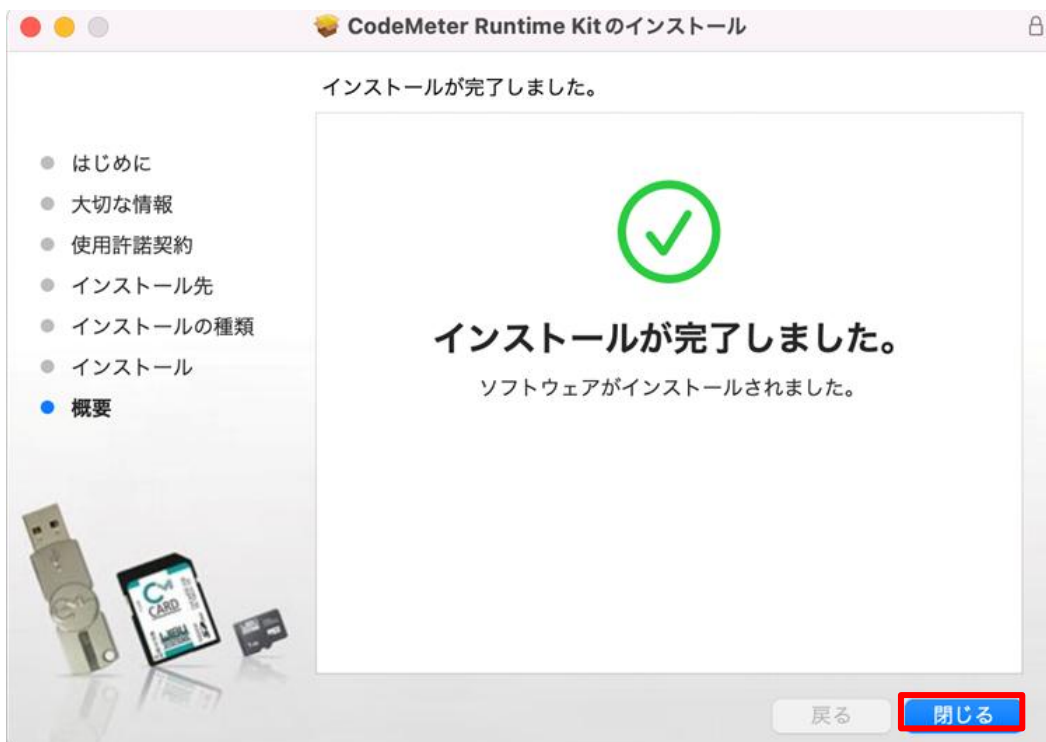 CodeMeter Runtime Kitのインストール
インストールが完了しました。
はじめに
大切な情報
使用許諾契約
インストール先
インストールの種類
インストール
概要
インストールが完了しました。
ソフトウェアがインストールされました。
CARD
WIBU
戻る
閉じる